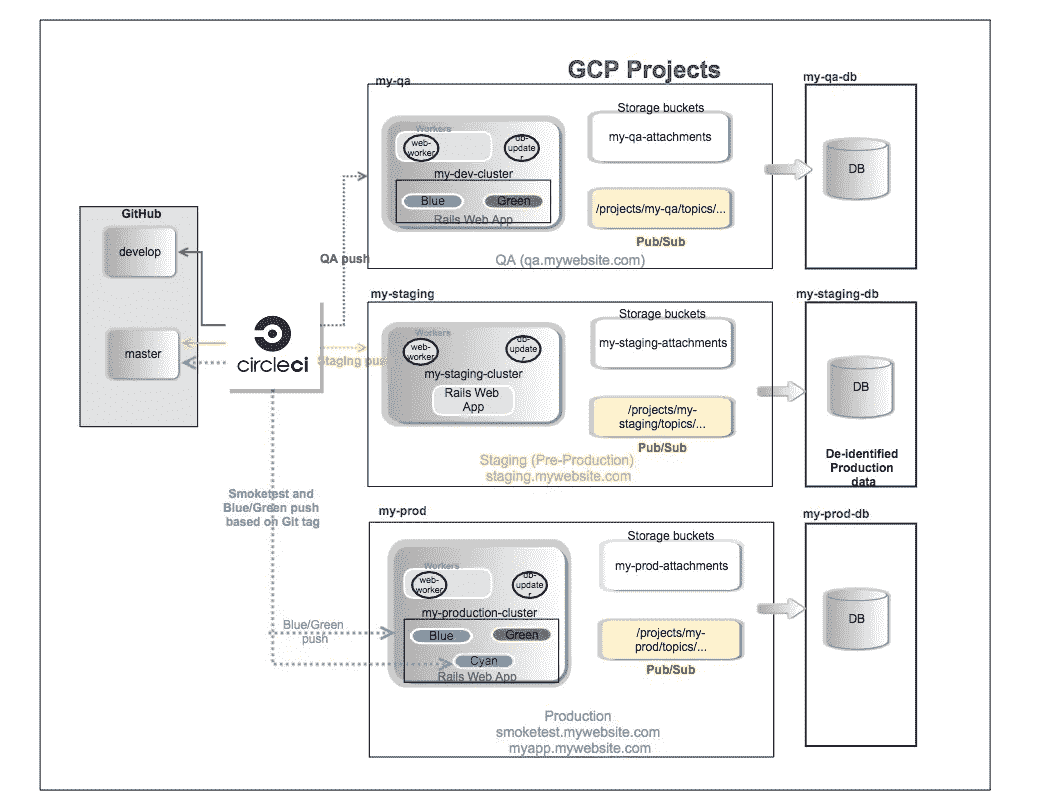 GCP Projects
my-qa
my-qa-db
Storage buckets
Workers
web-
worker
db-
update
r
my-qa-attachments
DB
my-dev-cluster
Blue
Green
Rails Web App
/projects/my-qa/topics/...
Pub/Sub
QA (qa.mywebsite.com)
GitHub
develop
master
QA push
circleci
Staging pus
my-staging
my-staging-db
Storage buckets
Workers
web-
worker
db-
update
r
my-staging-attachments
my-staging-cluster
Rails Web
App
DB
/projects/my-
staging/topics/...
Pub/Sub
Staging (Pre-Production)
staging.mywebsite.com
De-identified
Production
data
Smoketest and
Blue/Green push
based on Git tag
my-prod
my-prod-db
Storage buckets
Workers
web-
worker
db-
update
r
my-prod-attachments
my-production-cluster
Blue
Green
Cyan
Rails Web App
Blue/Green
push
/projects/my-
prod/topics/...
Pub/Sub
DB
Production
smoketest.mywebsite.com
myapp.mywebsite.com